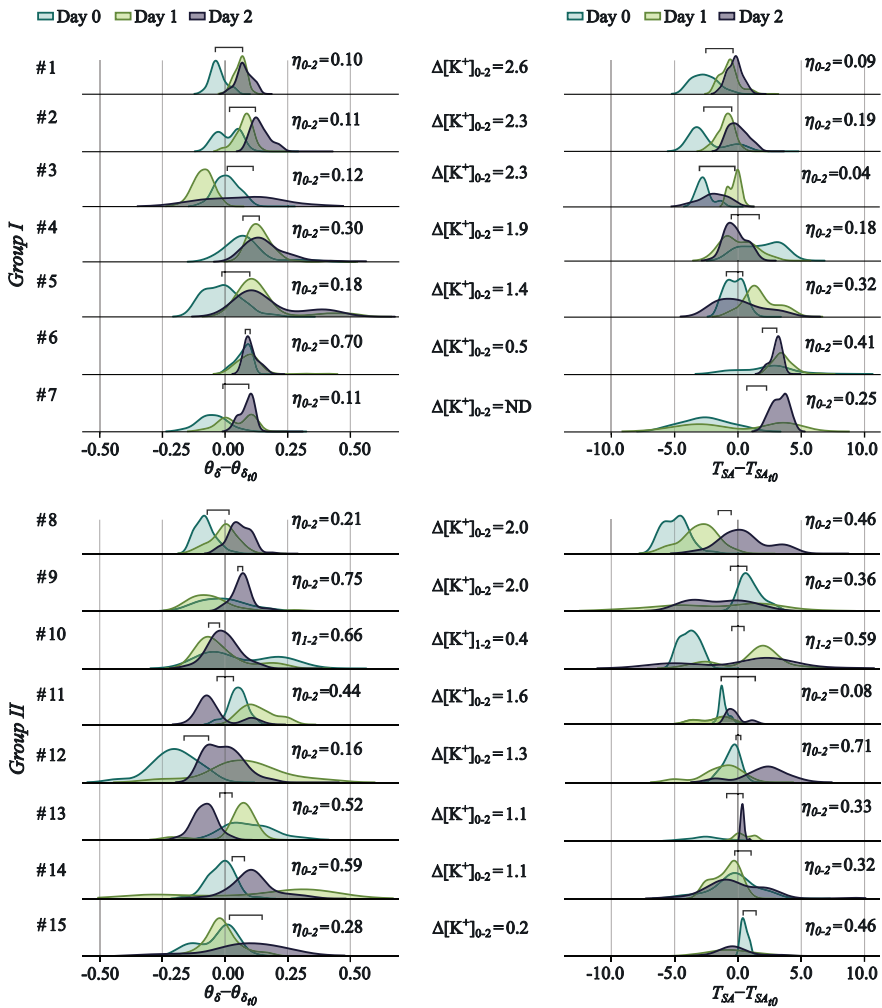 Day 0 Day 1 Day 2 Day 0 Day 1 Day 2
Group I
#1 η0-2=0.10 Δ[K+]0-2=2.6 η0-2=0.09
#2 η0-2=0.11 Δ[K+]0-2=2.3 η0-2=0.19
#3 η0-2=0.12 Δ[K+]0-2=2.3 η0-2=0.04
#4 η0-2=0.30 Δ[K+]0-2=1.9 η0-2=0.18
#5 η0-2=0.18 Δ[K+]0-2=1.4 η0-2=0.32
#6 η0-2=0.70 Δ[K+]0-2=0.5 η0-2=0.41
#7 η0-2=0.11 Δ[K+]0-2=ND η0-2=0.25
-0.50 -0.25 0.00 0.25 0.50 -10.0 -5.0 0.0 5.0 10.0
θδ−θδt0 TSA−TSAt0
Group II
#8 η0-2=0.21 Δ[K+]0-2=2.0 η0-2=0.46
#9 η0-2=0.75 Δ[K+]0-2=2.0 η0-2=0.36
#10 η1-2=0.66 Δ[K+]1-2=0.4 η1-2=0.59
#11 η0-2=0.44 Δ[K+]0-2=1.6 η0-2=0.08
#12 η0-2=0.16 Δ[K+]0-2=1.3 η0-2=0.71
#13 η0-2=0.52 Δ[K+]0-2=1.1 η0-2=0.33
#14 η0-2=0.59 Δ[K+]0-2=1.1 η0-2=0.32
#15 η0-2=0.28 Δ[K+]0-2=0.2 η0-2=0.46
-0.50 -0.25 0.00 0.25 0.50 -10.0 -5.0 0.0 5.0 10.0
θδ−θδt0 TSA−TSAt0